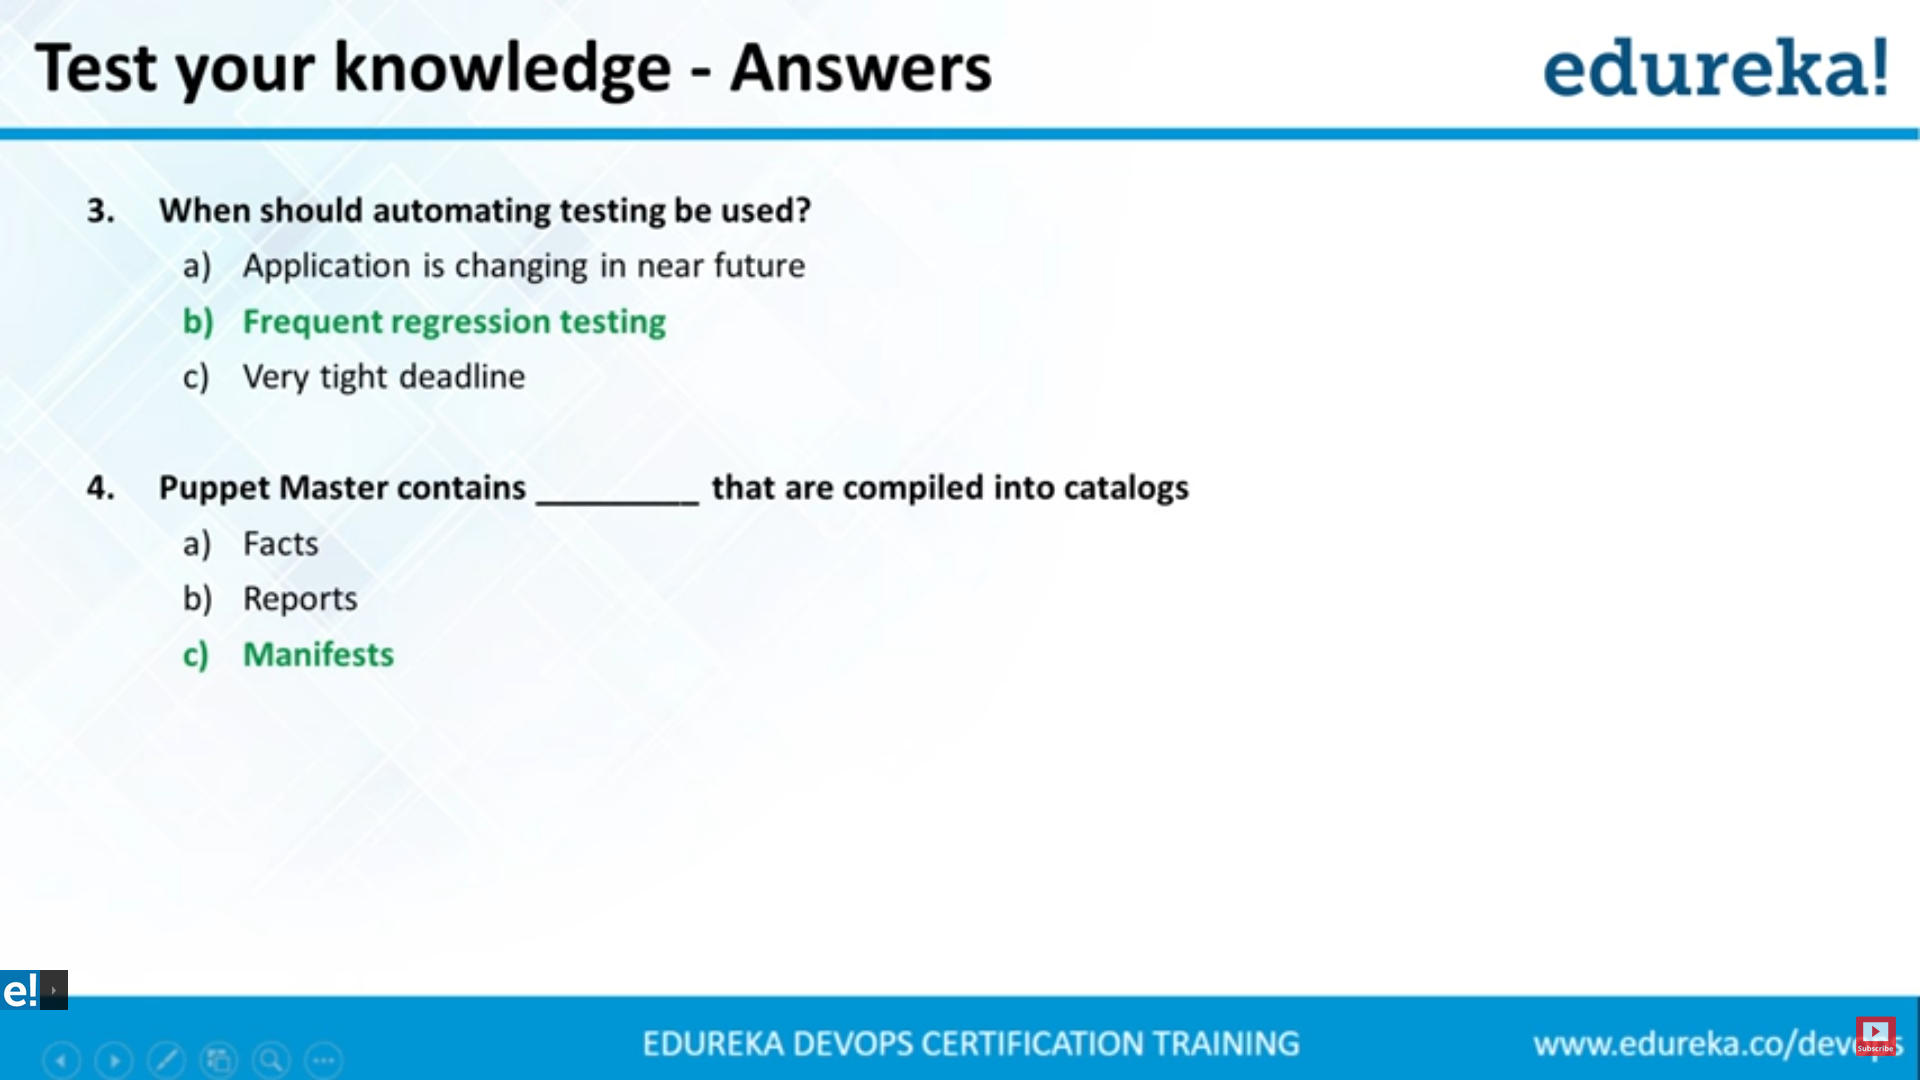 Test your knowledge - Answers
edureka!
3. When should automating testing be used?
a) Application is changing in near future
b) Frequent regression testing
c) Very tight deadline
4. Puppet Master contains _________ that are compiled into catalogs
a) Facts
b) Reports
c) Manifests
e!
EDUREKA DEVOPS CERTIFICATION TRAINING
www.edureka.co/devops
Subscribe